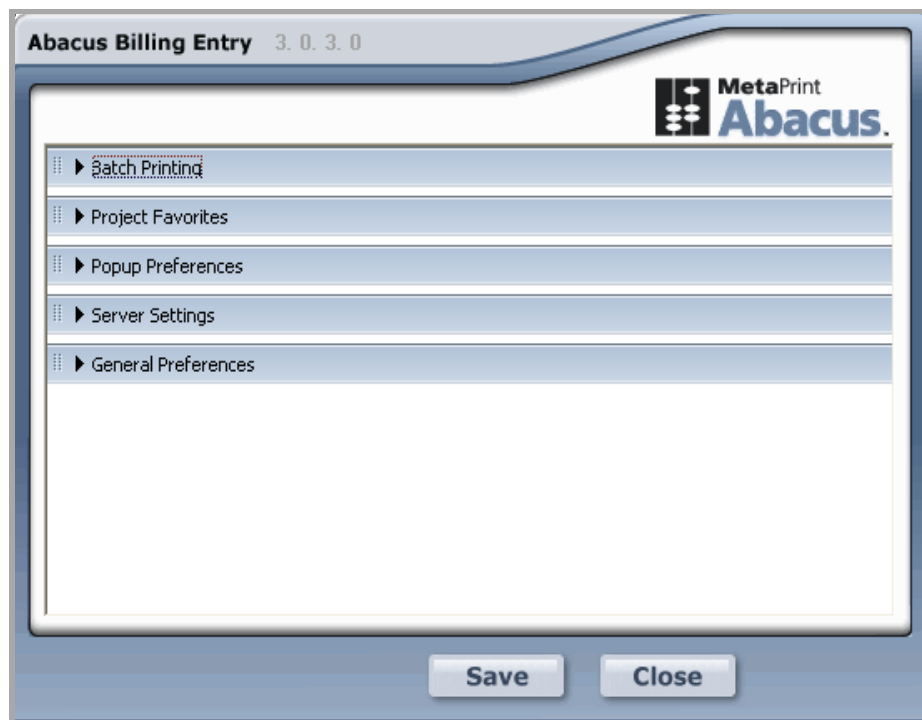 Abacus Billing Entry 3.0.3.0
MetaPrint
Abacus.
Batch Printing
Project Favorites
Popup Preferences
Server Settings
General Preferences
Save Close